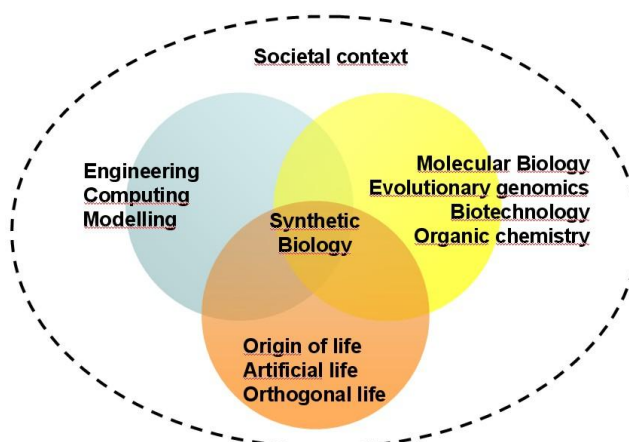 Societal context
Engineering
Computing
Modelling
Molecular Biology
Evolutionary genomics
Biotechnology
Organic chemistry
Synthetic
Biology
Origin of life
Artificial life
Orthogonal life